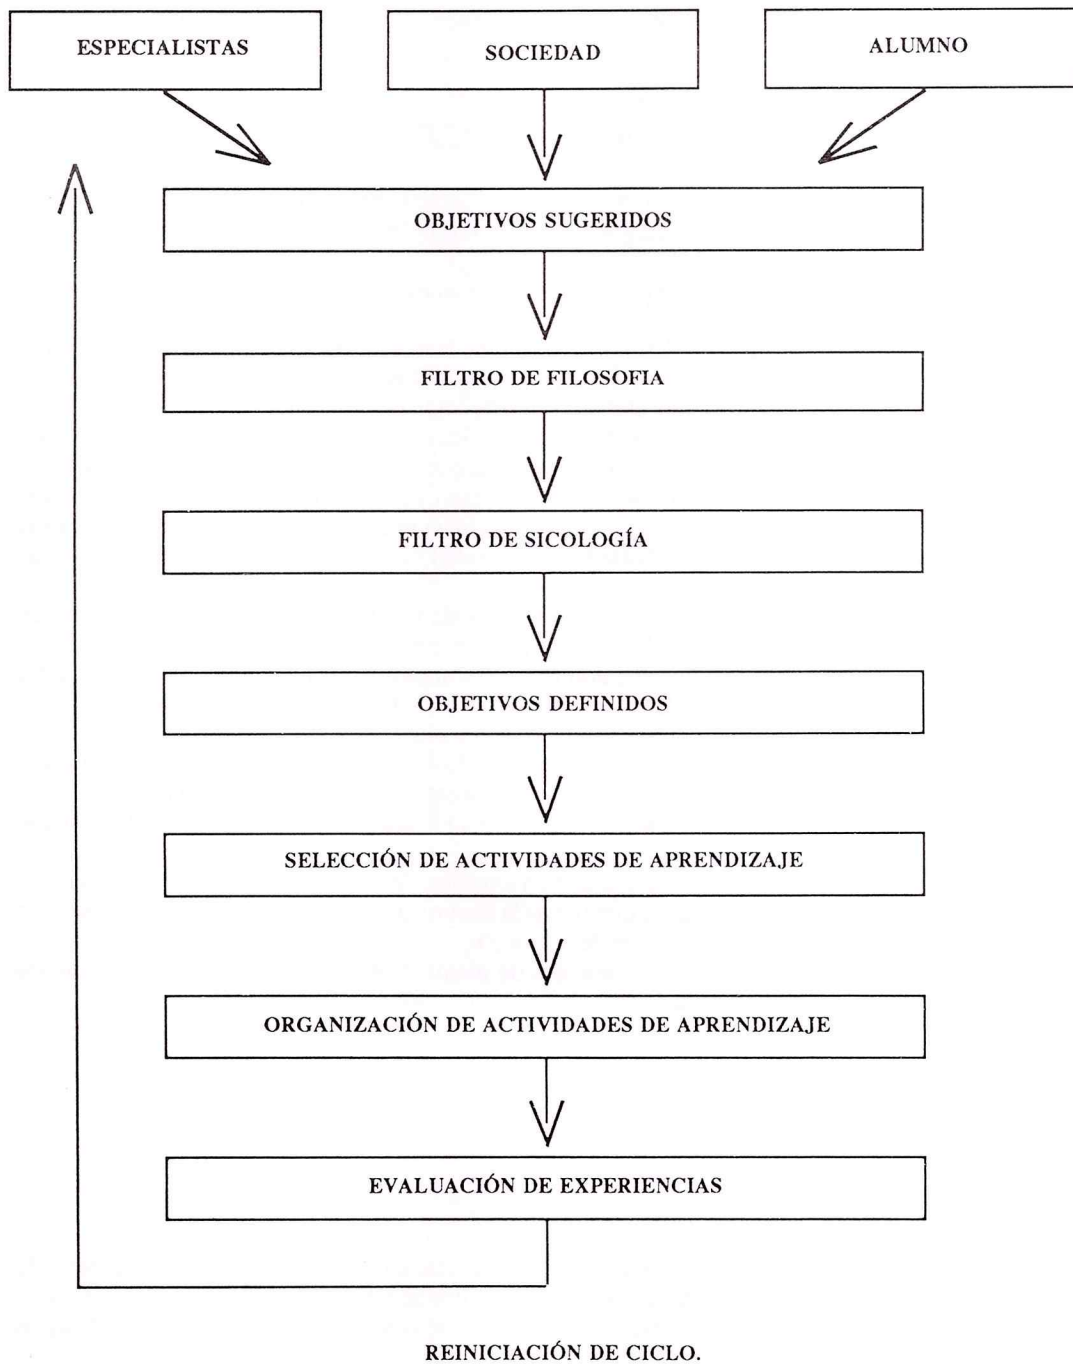 ESPECIALISTAS
SOCIEDAD
ALUMNO
OBJETIVOS SUGERIDOS
FILTRO DE FILOSOFIA
FILTRO DE SICOLOGÍA
OBJETIVOS DEFINIDOS
SELECCIÓN DE ACTIVIDADES DE APRENDIZAJE
ORGANIZACIÓN DE ACTIVIDADES DE APRENDIZAJE
EVALUACIÓN DE EXPERIENCIAS
REINICIACIÓN DE CICLO.